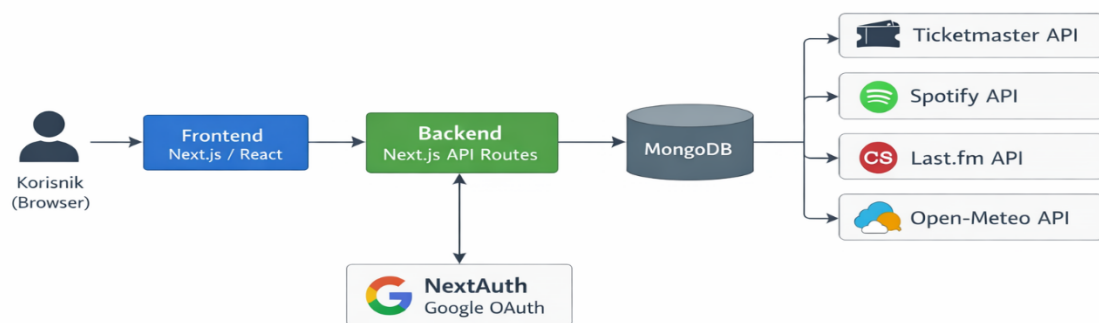 Korisnik
(Browser)
Frontend
Next.js / React
Backend
Next.js API Routes
NextAuth
Google OAuth
MongoDB
Ticketmaster API
Spotify API
CS Last.fm API
Open-Meteo API